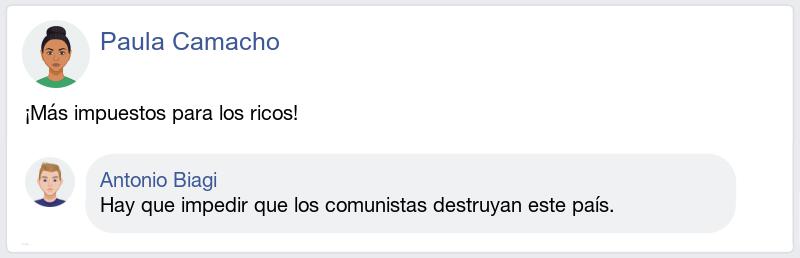 Paula Camacho
¡Más impuestos para los ricos!
Antonio Biagi
Hay que impedir que los comunistas destruyan este país.